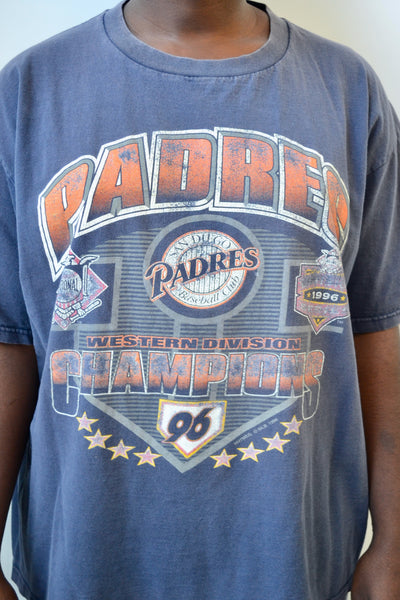 PADRES
SAN DIEGO
PADRES
Baseball Club
1996
WESTERN DIVISION
CHAMPIONS
96